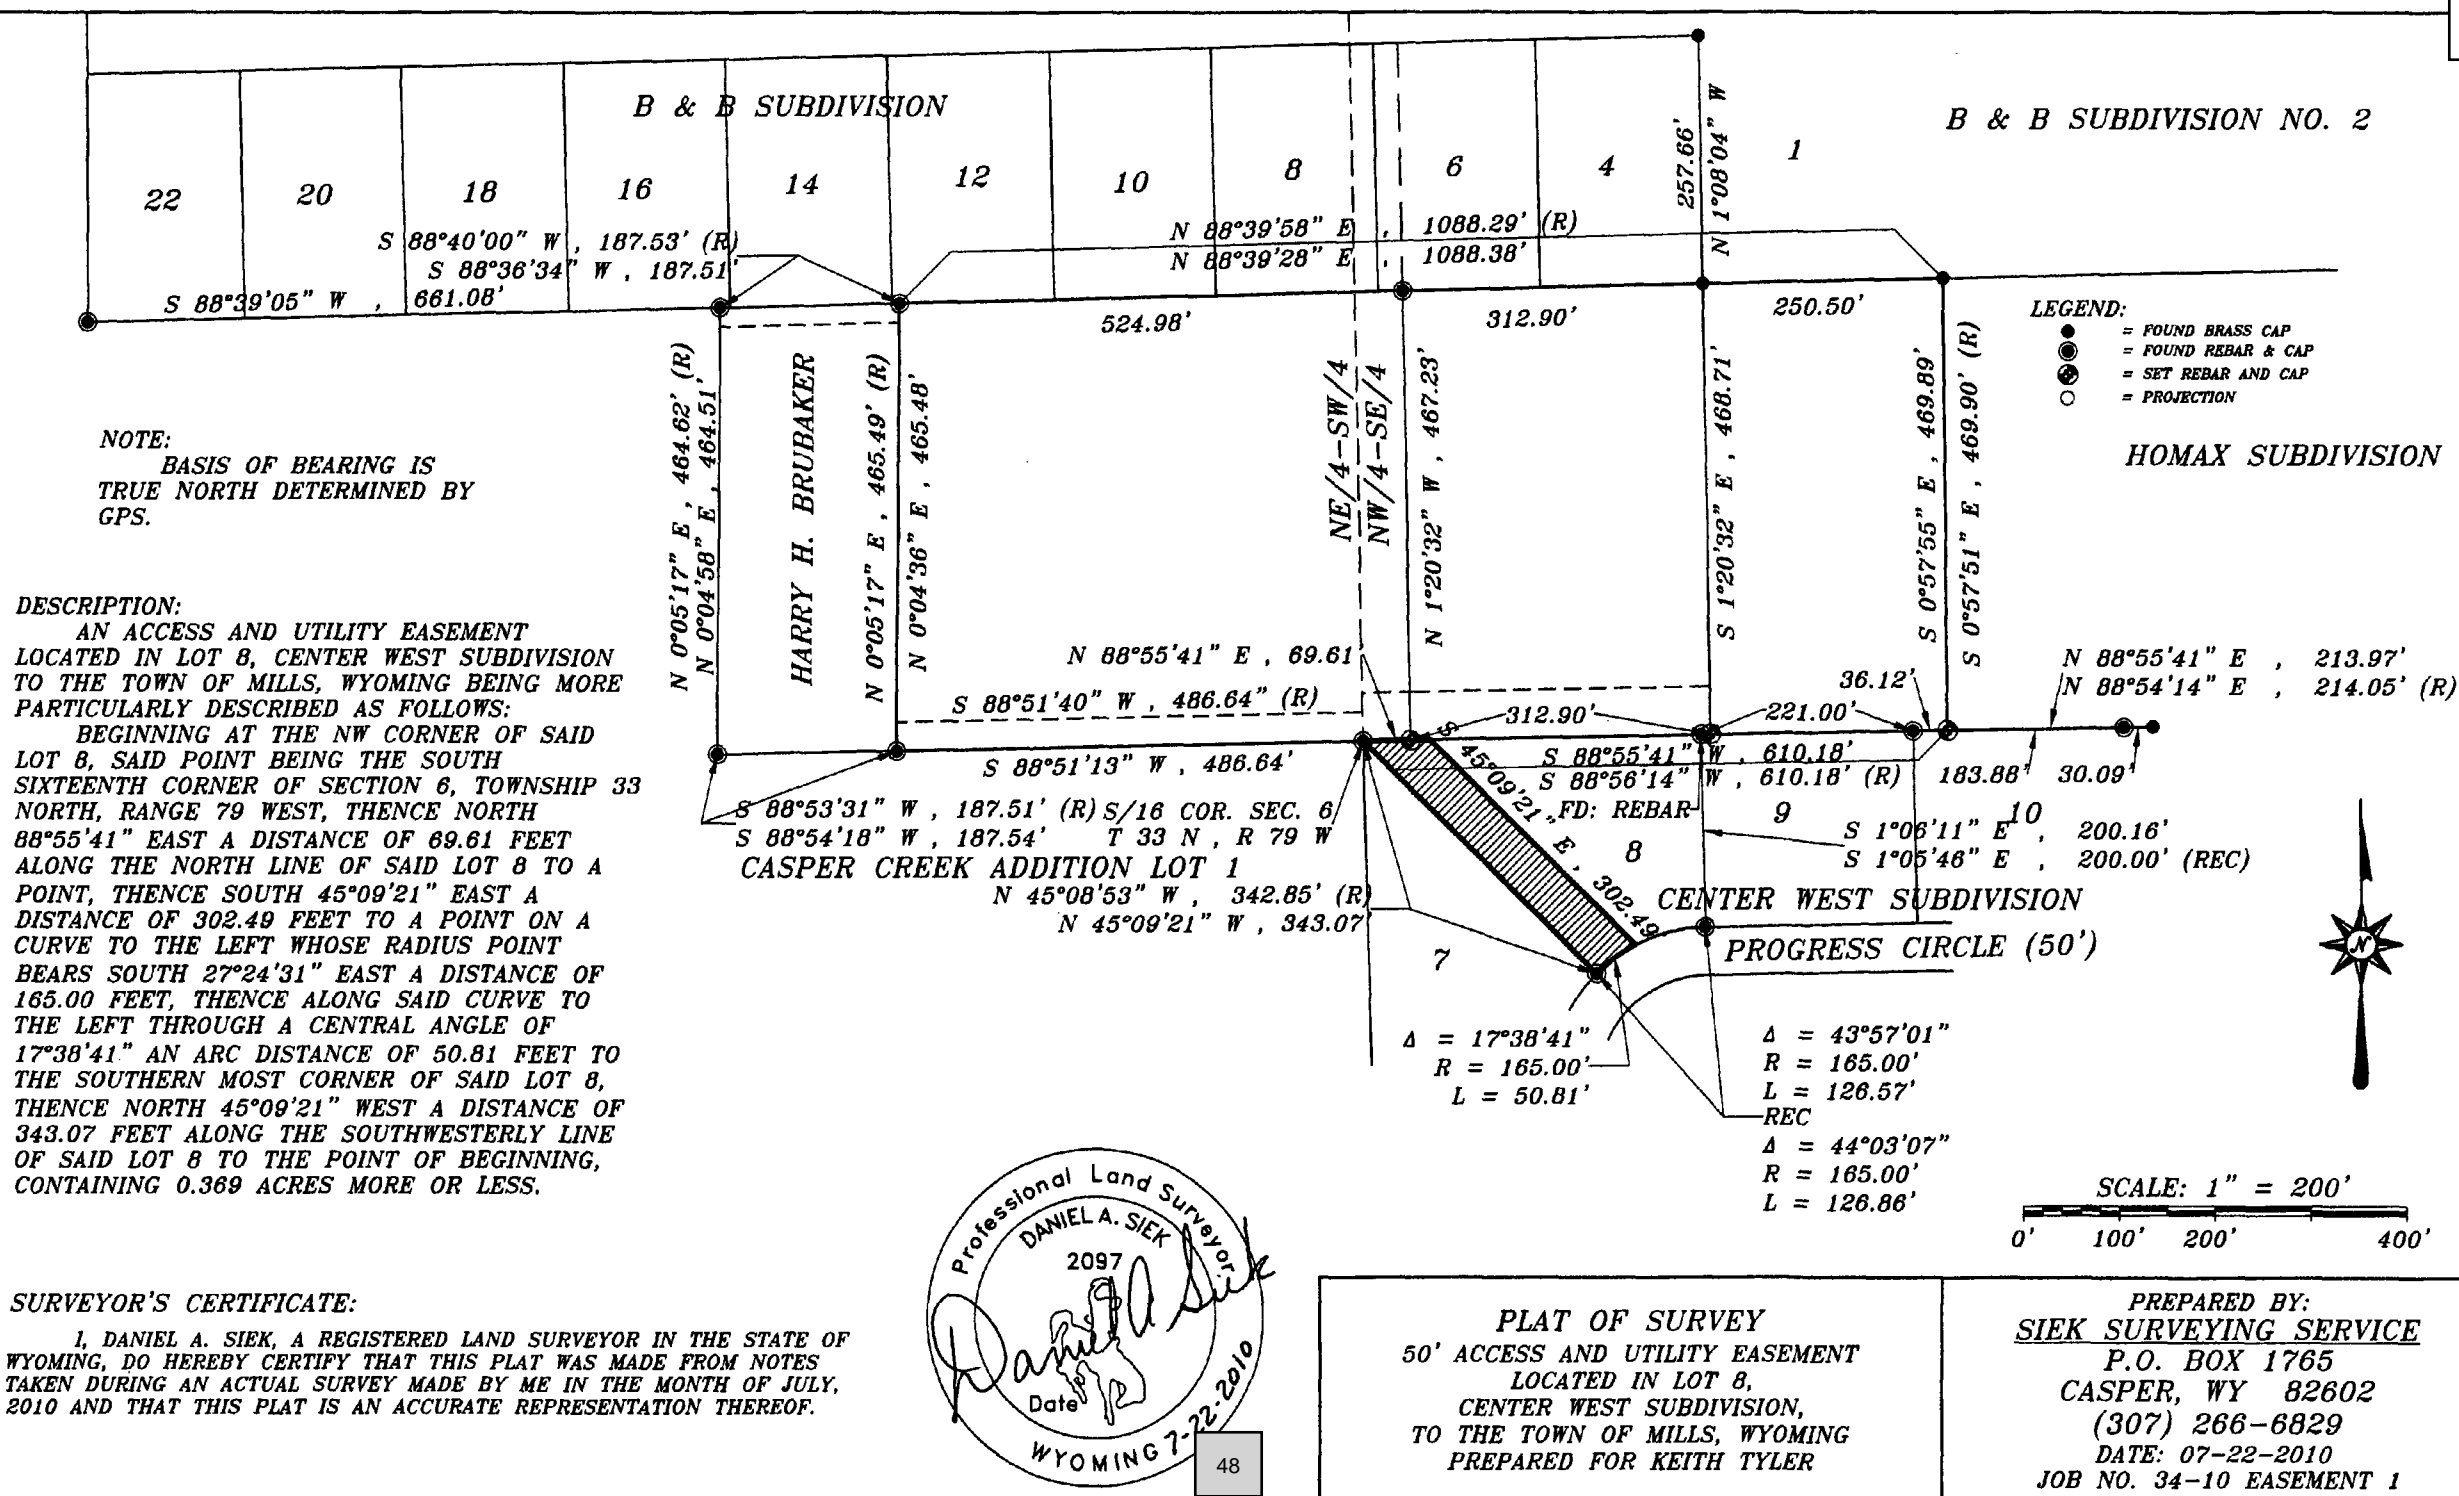 B & B SUBDIVISION
B & B SUBDIVISION NO. 2
22
20
18
16
14
12
10
8
6
4
1
257.66'
N 1°08'04" W
S 88°40'00" W , 187.53' (R)
S 88°36'34" W , 187.51'
S 88°39'05" W , 661.08'
N 88°39'58" E , 1088.29' (R)
N 88°39'28" E , 1088.38'
524.98'
312.90'
250.50'
LEGEND:
= FOUND BRASS CAP
= FOUND REBAR & CAP
= SET REBAR AND CAP
= PROJECTION
HOMAX SUBDIVISION
NOTE:
BASIS OF BEARING IS
TRUE NORTH DETERMINED BY
GPS.
N 0°05'17" E , 464.62' (R)
N 0°04'58" E , 464.51'
HARRY H. BRUBAKER
N 0°05'17" E , 465.49' (R)
N 0°04'36" E , 465.48'
NE/4-SW/4
NW/4-SE/4
N 1°20'32" W , 467.23'
S 1°20'32" E , 468.71'
S 0°57'55" E , 469.89'
S 0°57'51" E , 469.90' (R)
DESCRIPTION:
AN ACCESS AND UTILITY EASEMENT
LOCATED IN LOT 8, CENTER WEST SUBDIVISION
TO THE TOWN OF MILLS, WYOMING BEING MORE
PARTICULARLY DESCRIBED AS FOLLOWS:
BEGINNING AT THE NW CORNER OF SAID
LOT 8, SAID POINT BEING THE SOUTH
SIXTEENTH CORNER OF SECTION 6, TOWNSHIP 33
NORTH, RANGE 79 WEST, THENCE NORTH
88°55'41" EAST A DISTANCE OF 69.61 FEET
ALONG THE NORTH LINE OF SAID LOT 8 TO A
POINT, THENCE SOUTH 45°09'21" EAST A
DISTANCE OF 302.49 FEET TO A POINT ON A
CURVE TO THE LEFT WHOSE RADIUS POINT
BEARS SOUTH 27°24'31" EAST A DISTANCE OF
165.00 FEET, THENCE ALONG SAID CURVE TO
THE LEFT THROUGH A CENTRAL ANGLE OF
17°38'41" AN ARC DISTANCE OF 50.81 FEET TO
THE SOUTHERN MOST CORNER OF SAID LOT 8,
THENCE NORTH 45°09'21" WEST A DISTANCE OF
343.07 FEET ALONG THE SOUTHWESTERLY LINE
OF SAID LOT 8 TO THE POINT OF BEGINNING,
CONTAINING 0.369 ACRES MORE OR LESS.
N 88°55'41" E , 69.61'
S 88°51'40" W , 486.64" (R)
312.90'
221.00'
36.12'
N 88°55'41" E , 213.97'
N 88°54'14" E , 214.05' (R)
S 88°51'13" W , 486.64'
S 88°55'41" W , 610.18'
S 88°56'14" W , 610.18' (R)
183.88'
30.09'
S 88°53'31" W , 187.51' (R)
S 88°54'18" W , 187.54'
S/16 COR. SEC. 6
T 33 N , R 79 W
FD: REBAR
S 45°09'21" E , 302.49
8
9
10
S 1°06'11" E , 200.16'
S 1°05'46" E , 200.00' (REC)
CASPER CREEK ADDITION LOT 1
N 45°08'53" W , 342.85' (R)
N 45°09'21" W , 343.07'
CENTER WEST SUBDIVISION
PROGRESS CIRCLE (50')
7
N
Δ = 17°38'41"
R = 165.00'
L = 50.81'
Δ = 43°57'01"
R = 165.00'
L = 126.57'
REC
Δ = 44°03'07"
R = 165.00'
L = 126.86'
SCALE: 1" = 200'
0' 100' 200' 400'
SURVEYOR'S CERTIFICATE:
I, DANIEL A. SIEK, A REGISTERED LAND SURVEYOR IN THE STATE OF
WYOMING, DO HEREBY CERTIFY THAT THIS PLAT WAS MADE FROM NOTES
TAKEN DURING AN ACTUAL SURVEY MADE BY ME IN THE MONTH OF JULY,
2010 AND THAT THIS PLAT IS AN ACCURATE REPRESENTATION THEREOF.
Professional Land Surveyor
DANIEL A. SIEK
2097
Daniel A Siek
Date
7-22-2010
WYOMING
48
PLAT OF SURVEY
50' ACCESS AND UTILITY EASEMENT
LOCATED IN LOT 8,
CENTER WEST SUBDIVISION,
TO THE TOWN OF MILLS, WYOMING
PREPARED FOR KEITH TYLER
PREPARED BY:
SIEK SURVEYING SERVICE
P.O. BOX 1765
CASPER, WY 82602
(307) 266-6829
DATE: 07-22-2010
JOB NO. 34-10 EASEMENT 1